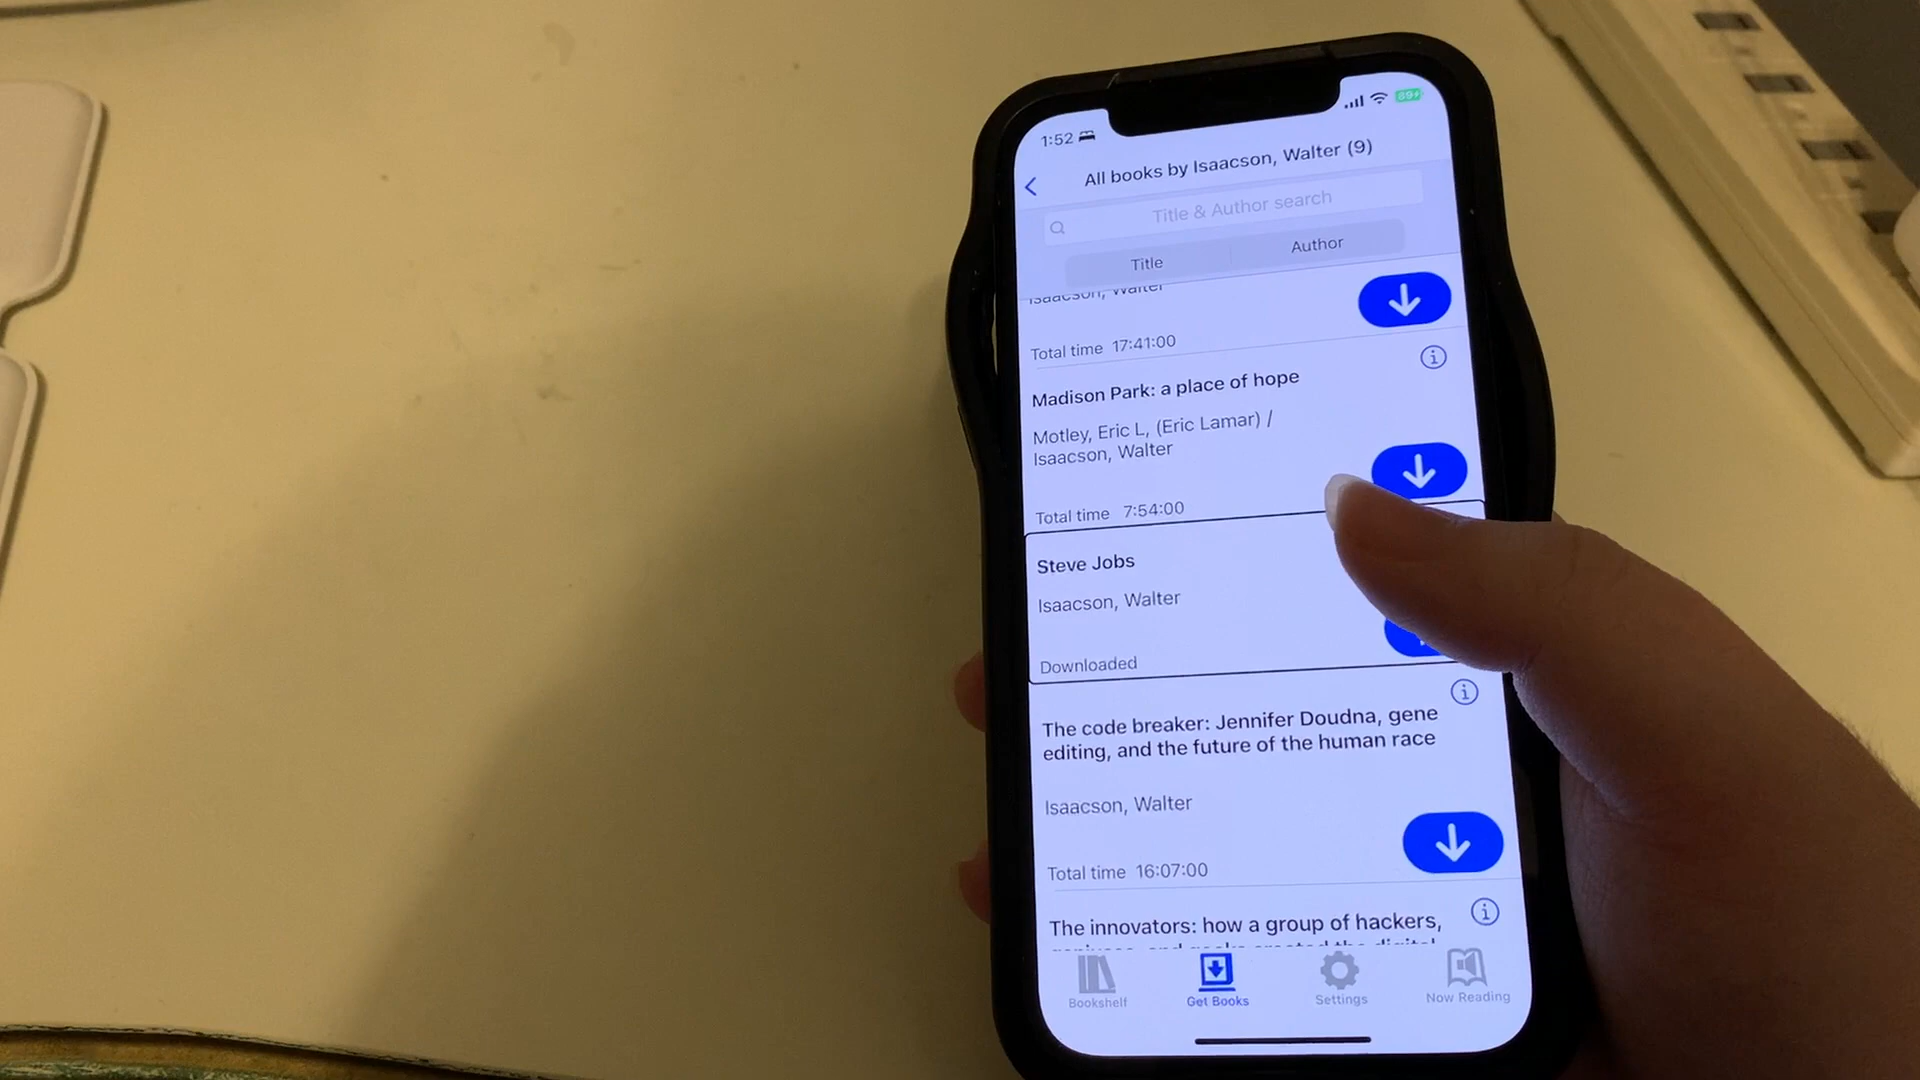 1:52
89
All books by Isaacson, Walter (9)
Title & Author search
Title Author
Isaacson, Walter
Total time 17:41:00
Madison Park: a place of hope
Motley, Eric L, (Eric Lamar) /
Isaacson, Walter
Total time 7:54:00
Steve Jobs
Isaacson, Walter
Downloaded
The code breaker: Jennifer Doudna, gene
editing, and the future of the human race
Isaacson, Walter
Total time 16:07:00
The innovators: how a group of hackers,
Bookshelf Get Books Settings Now Reading